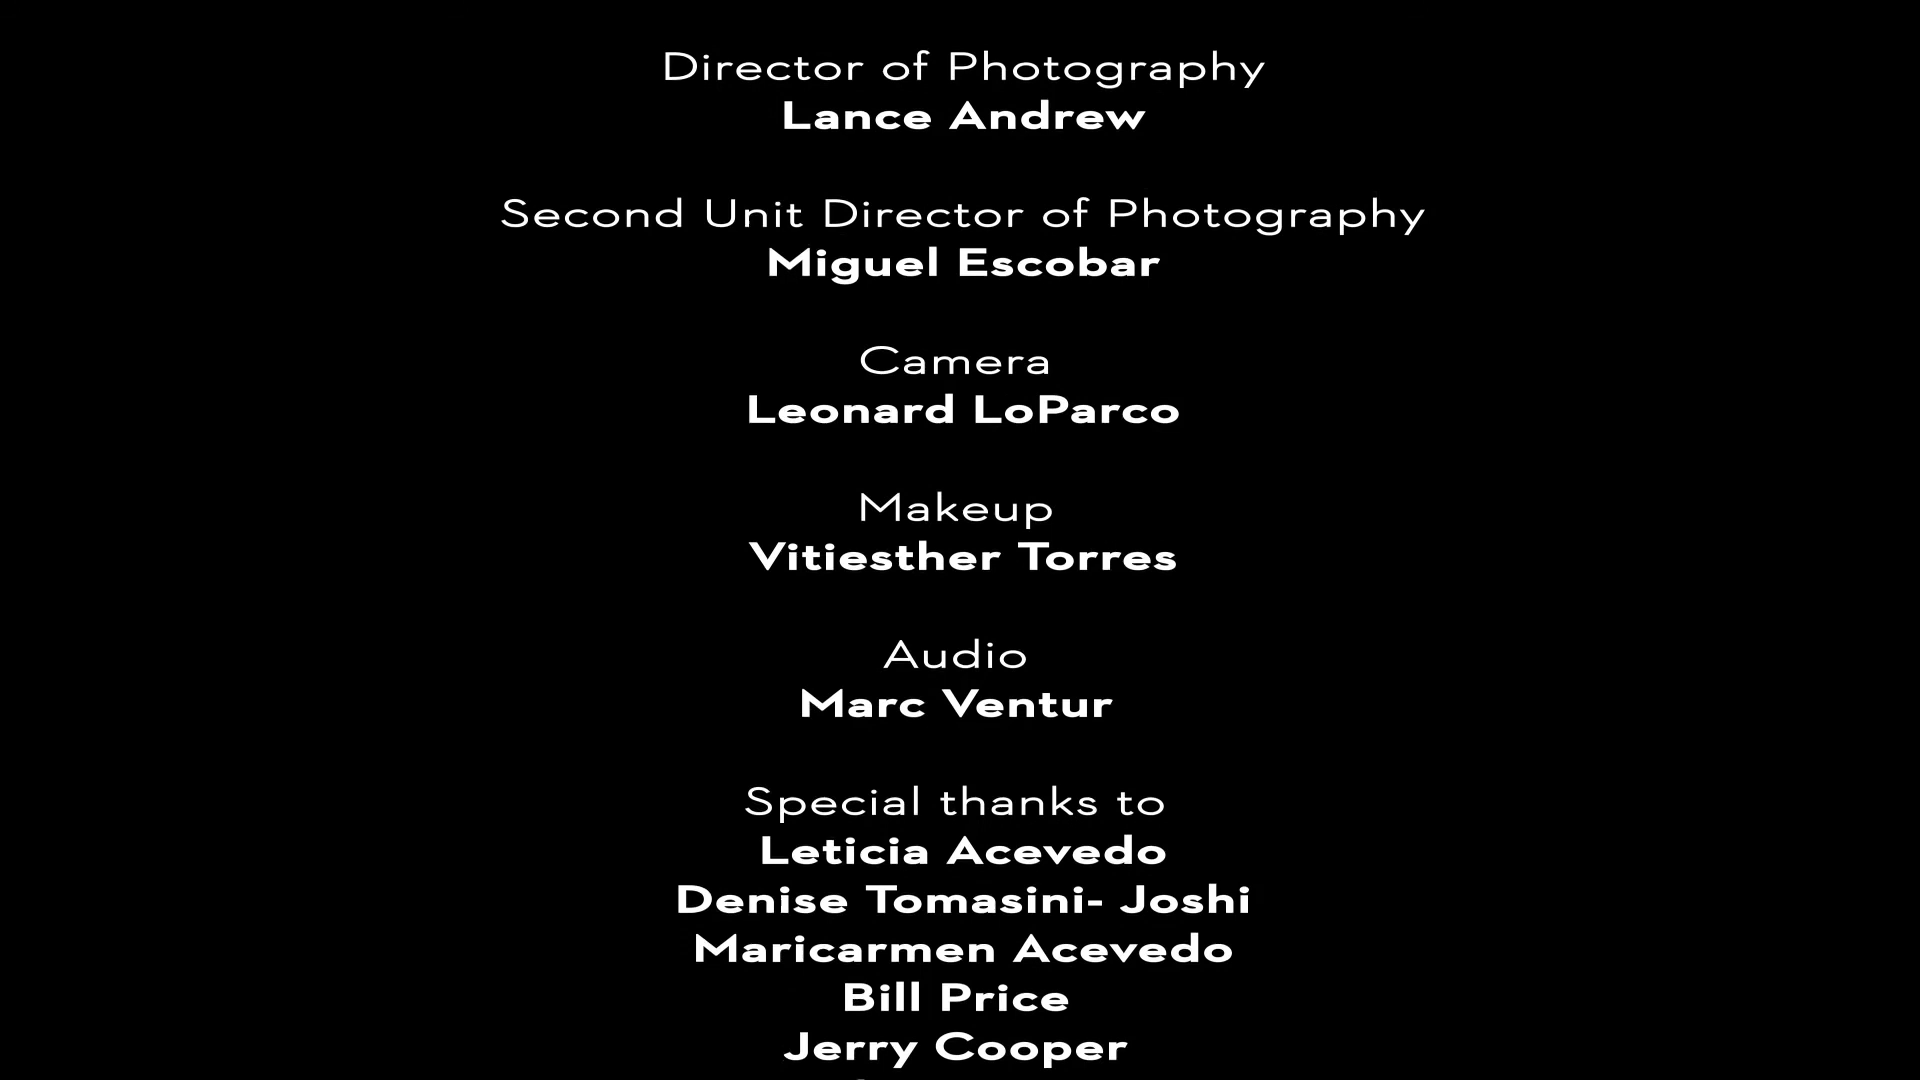 Director of Photography
Lance Andrew
Second Unit Director of Photography
Miguel Escobar
Camera
Leonard LoParco
Makeup
Vitiesther Torres
Audio
Marc Ventur
Special thanks to
Leticia Acevedo
Denise Tomasini- Joshi
Maricarmen Acevedo
Bill Price
Jerry Cooper